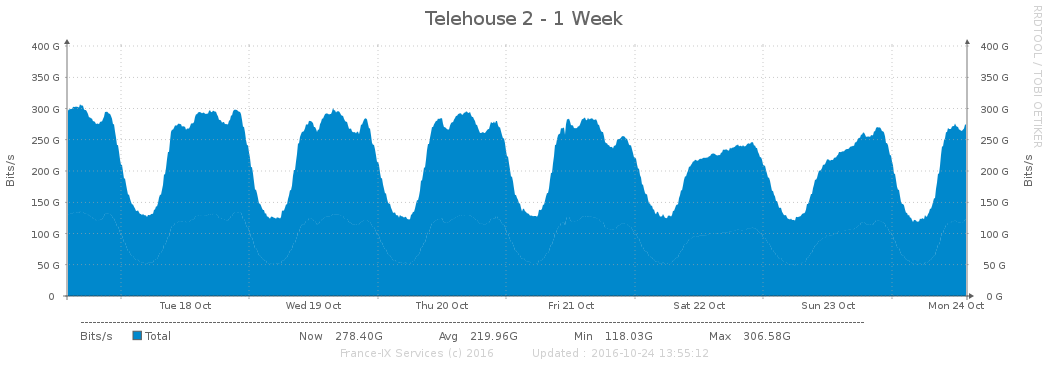 Telehouse 2 - 1 Week
RRDTOOL / TOBI OETIKER
400 G
350 G
300 G
250 G
200 G
150 G
100 G
50 G
0
Bits/s
400 G
350 G
300 G
250 G
200 G
150 G
100 G
50 G
0 G
Bits/s
Tue 18 Oct Wed 19 Oct Thu 20 Oct Fri 21 Oct Sat 22 Oct Sun 23 Oct Mon 24 Oct
Bits/s Total Now 278.40G Avg 219.96G Min 118.03G Max 306.58G
France-IX Services (c) 2016 Updated : 2016-10-24 13:55:12